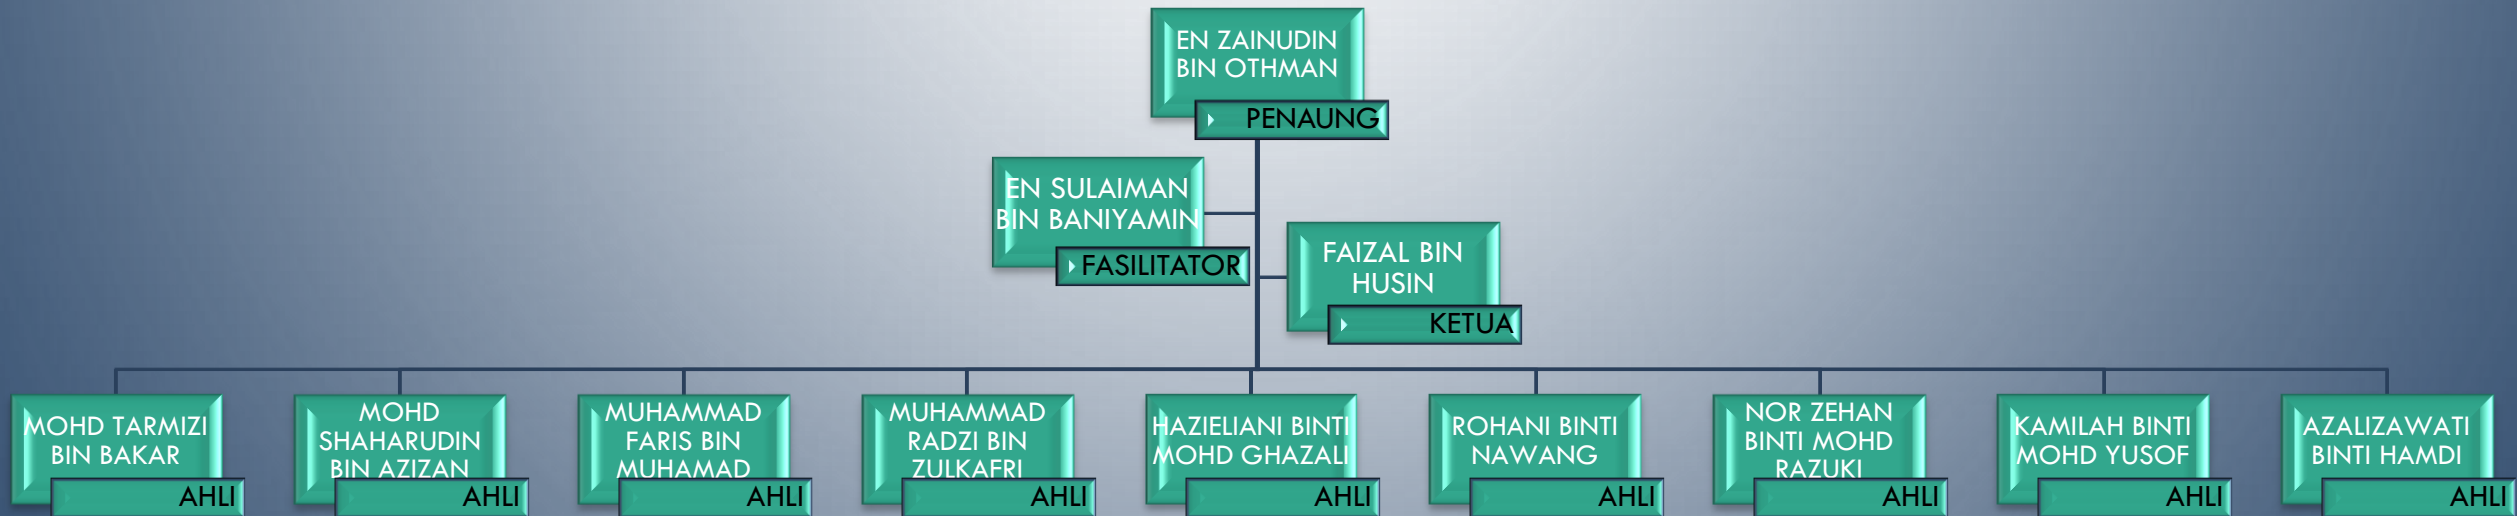 EN ZAINUDIN
BIN OTHMAN
PENAUNG
EN SULAIMAN
BIN BANIYAMIN
FASILITATOR
FAIZAL BIN
HUSIN
KETUA
MOHD TARMIZI
BIN BAKAR
AHLI
MOHD
SHAHARUDIN
BIN AZIZAN
AHLI
MUHAMMAD
FARIS BIN
MUHAMAD
AHLI
MUHAMMAD
RADZI BIN
ZULKAFRI
AHLI
HAZIELIANI BINTI
MOHD GHAZALI
AHLI
ROHANI BINTI
NAWANG
AHLI
NOR ZEHAN
BINTI MOHD
RAZUKI
AHLI
KAMILAH BINTI
MOHD YUSOF
AHLI
AZALIZAWATI
BINTI HAMDI
AHLI